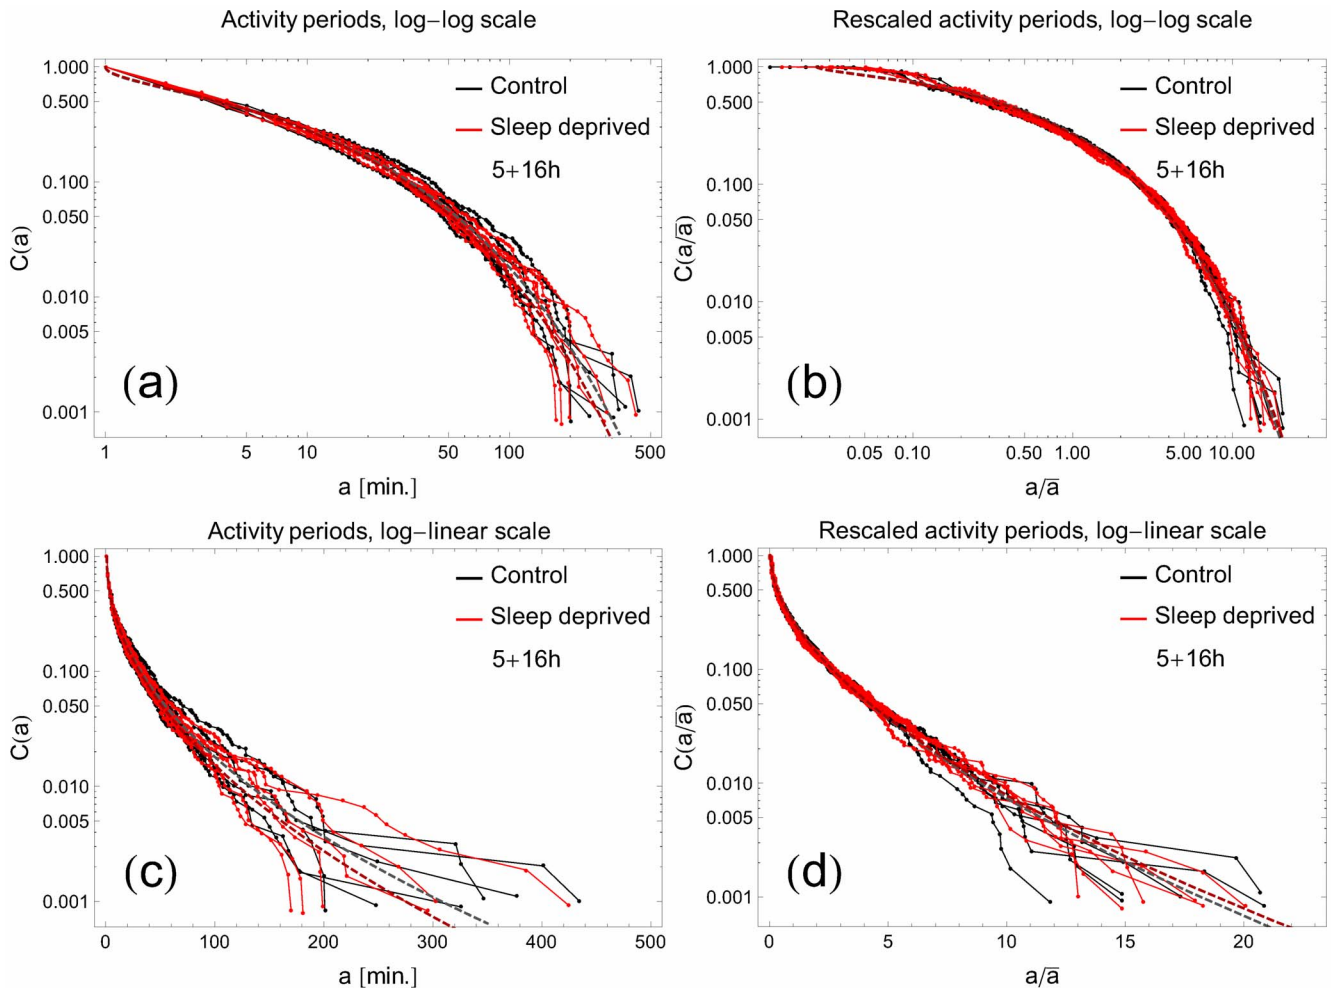 Activity periods, log−log scale
1.000
0.500
0.100
0.050
0.010
0.005
0.001
C(a)
Control
Sleep deprived
5+16h
(a)
1 5 10 50 100 500
a [min.]
Rescaled activity periods, log−log scale
1.000
0.500
0.100
0.050
0.010
0.005
0.001
C(a/a̅)
Control
Sleep deprived
5+16h
(b)
0.05 0.10 0.50 1.00 5.00 10.00
a/a̅
Activity periods, log−linear scale
1.000
0.500
0.100
0.050
0.010
0.005
0.001
C(a)
Control
Sleep deprived
5+16h
(c)
0 100 200 300 400 500
a [min.]
Rescaled activity periods, log−linear scale
1.000
0.500
0.100
0.050
0.010
0.005
0.001
C(a/a̅)
Control
Sleep deprived
5+16h
(d)
0 5 10 15 20
a/a̅